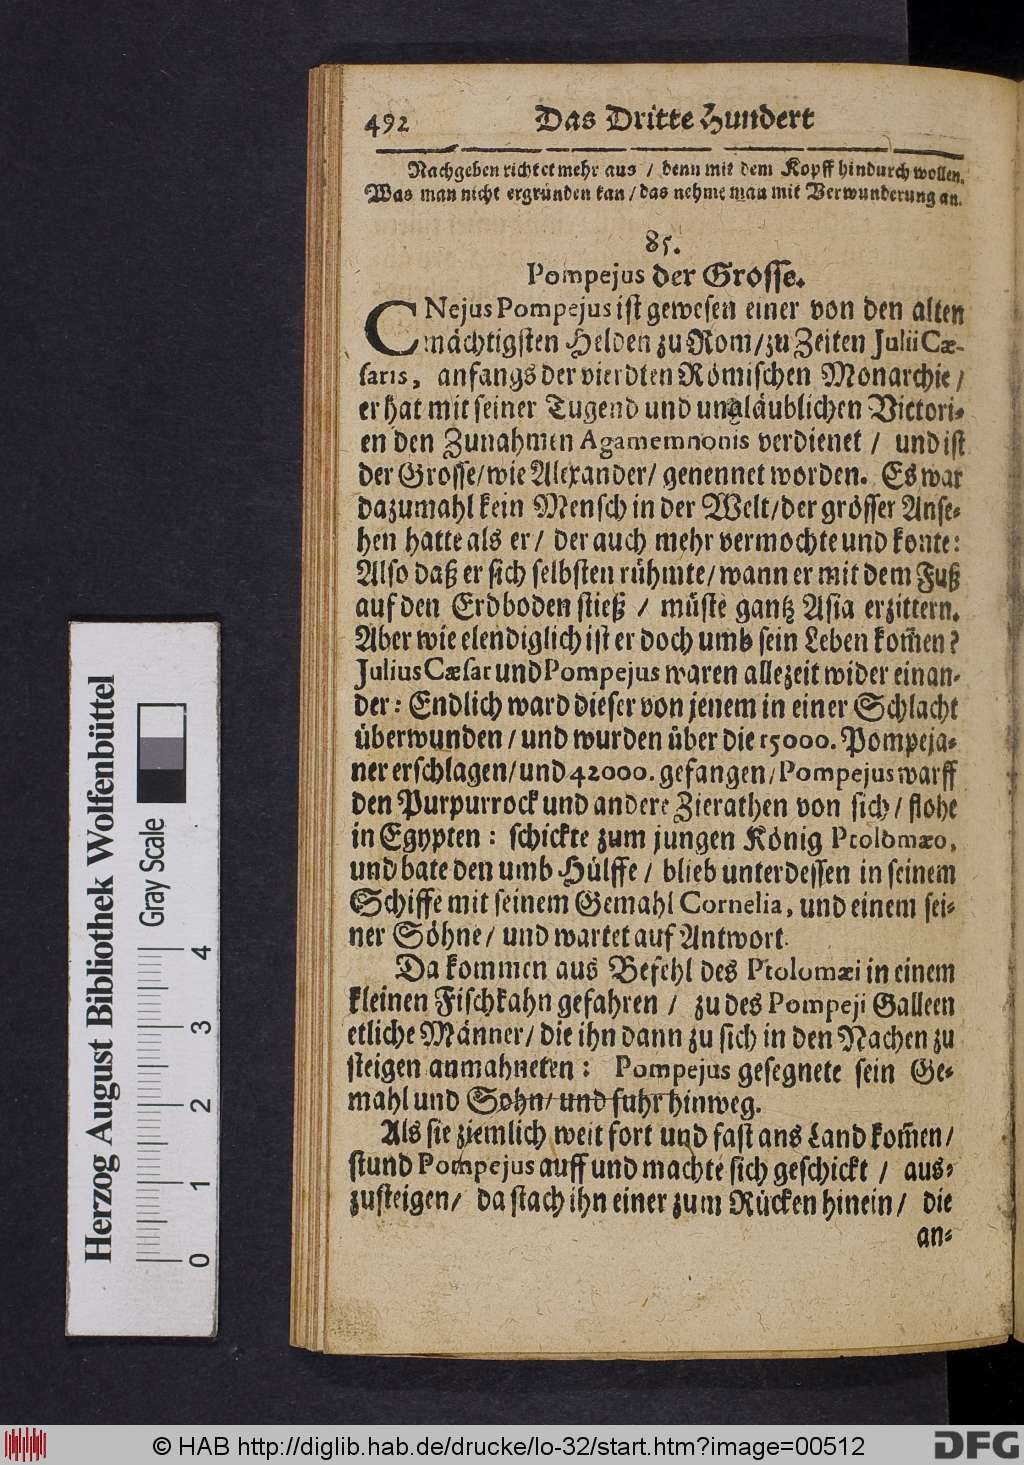 492 Das Dritte Hundert
Nachgeben richtet mehr aus / denn mit dem Kopff hindurch wollen.
Was man nicht ergründen kan / das nehme man mit Verwunderung an.
85.
Pompejus der Grosse.
CNejus Pompejus ist gewesen einer von den alten
mächtigsten Helden zu Rom / zu Zeiten Julii Cæ-
saris, anfangs der vierdten Römischen Monarchie /
er hat mit seiner Tugend und unglåublichen Victori-
en den Zunahmen Agamemnonis verdienet / und ist
der Grosse / wie Alexander / genennet worden. Es war
dazumahl kein Mensch in der Welt / der grösser Anse-
hen hatte als er / der auch mehr vermochte und konte:
Also daß er sich selbsten rühmte / wann er mit dem Fuß
auf den Erdboden stieß / müste gantz Asia erzittern.
Aber wie elendiglich ist er doch umb sein Leben kom̃en?
Julius Cæsar und Pompejus waren allezeit wider einan-
der: Endlich ward dieser von jenem in einer Schlacht
überwunden / und wurden über die 15000. Pompeja-
ner erschlagen / und 42000. gefangen / Pompejus warff
den Purpurrock und andere Zierathen von sich / flohe
in Egypten: schickte zum jungen König Ptolomæo,
und bate den umb Hülffe / blieb unterdessen in seinem
Schiffe mit seinem Gemahl Cornelia, und einem sei-
ner Söhne / und wartet auf Antwort.
Da kommen aus Befehl des Ptolomæi in einem
kleinen Fischkahn gefahren / zu des Pompeji Galleen
etliche Männer / die ihn dann zu sich in den Nachen zu
steigen anmahneten: Pompejus gesegnete sein Ge-
mahl und Sohn / und fuhr hinweg.
Als sie ziemlich weit fort und fast ans Land kom̃en /
stund Pompejus auff und machte sich geschickt / aus-
zusteigen / da stach ihn einer zum Rücken hinein / die
an-
Herzog August Bibliothek Wolfenbüttel
Gray Scale
0 1 2 3 4
© HAB http://diglib.hab.de/drucke/lo-32/start.htm?image=00512
DFG